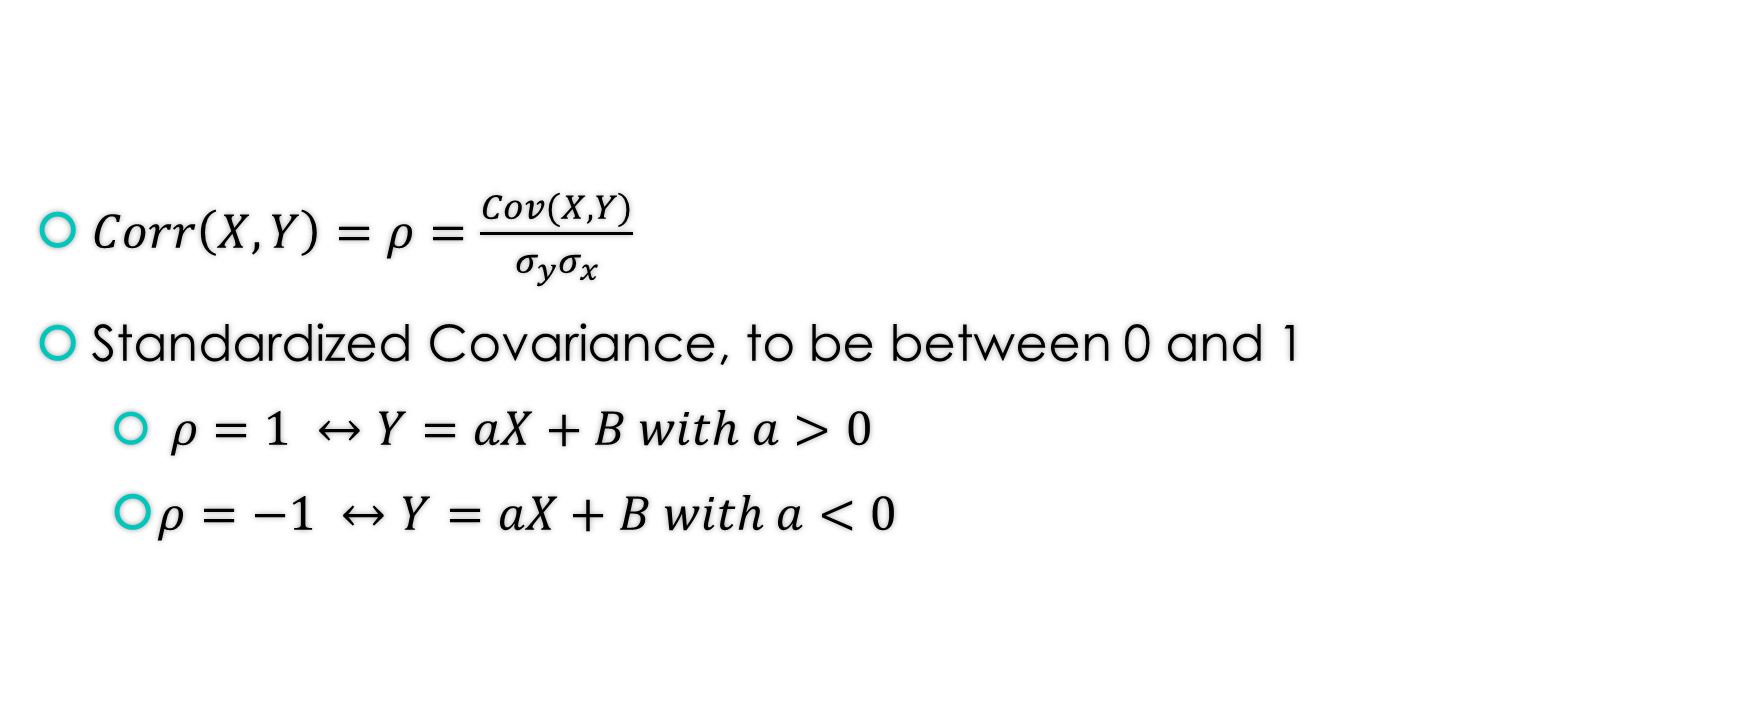 Corr(X,Y) = ρ = Cov(X,Y) / σyσx
Standardized Covariance, to be between 0 and 1
ρ = 1 ↔ Y = aX + B with a > 0
ρ = −1 ↔ Y = aX + B with a < 0